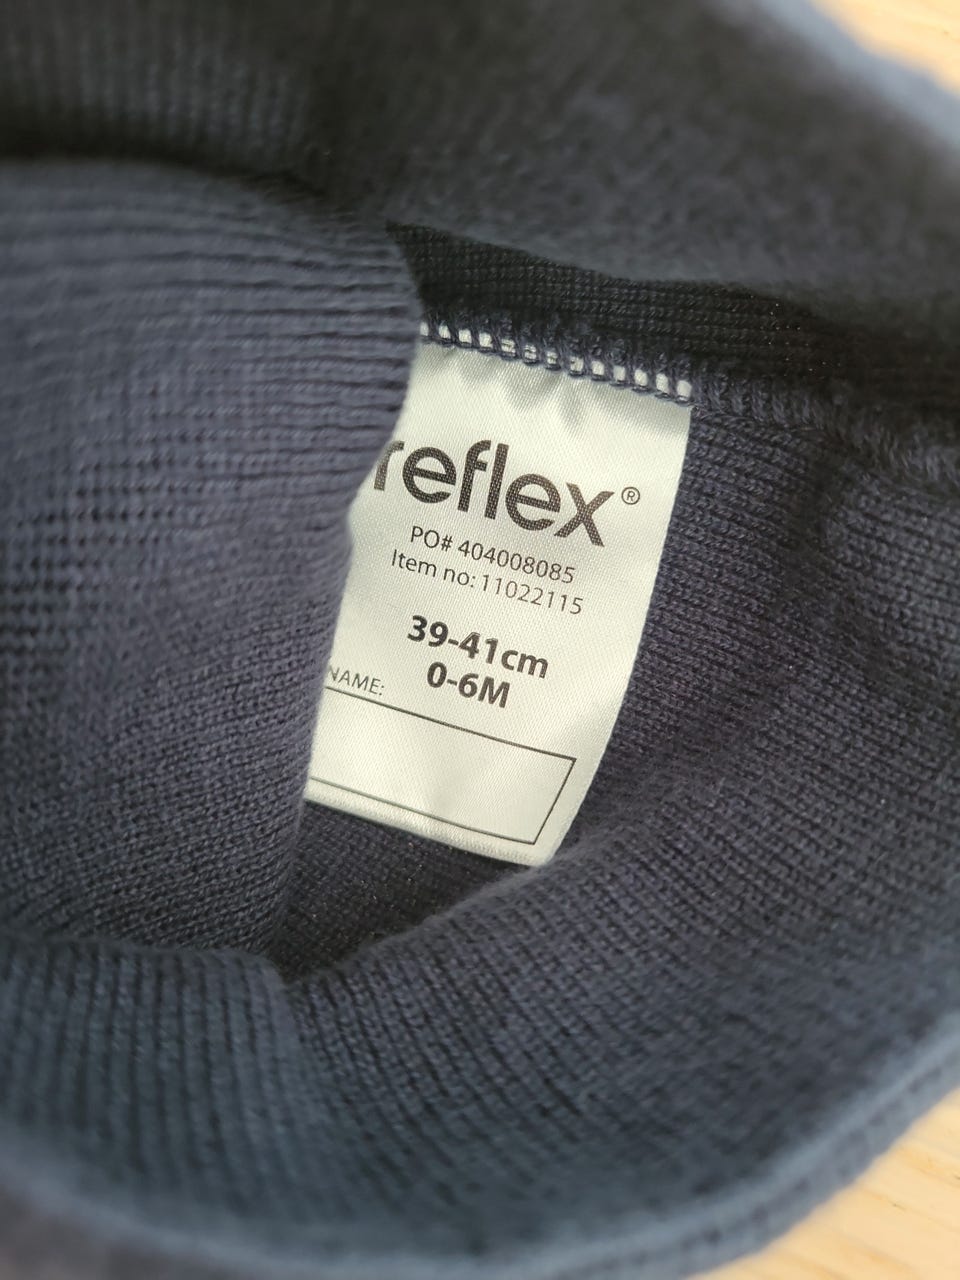 reflex®
PO# 404008085
Item no: 11022115
39-41cm
0-6M
NAME: